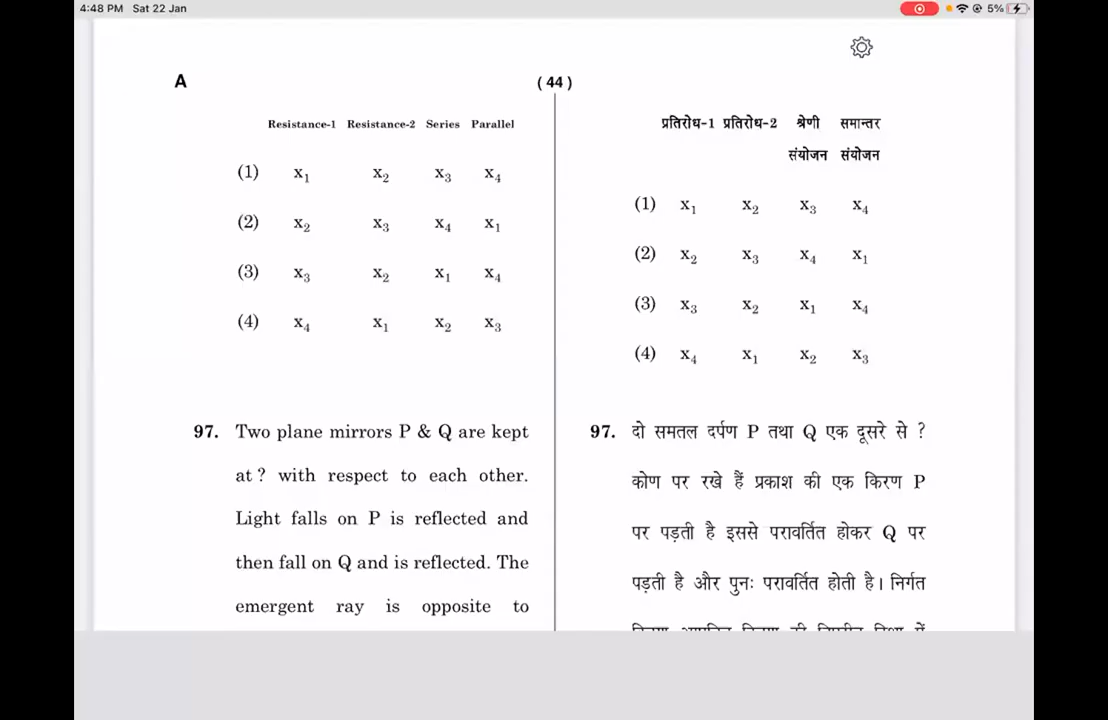 4:48 PM Sat 22 Jan
5%
A
( 44 )
Resistance-1 Resistance-2 Series Parallel
(1) x₁ x₂ x₃ x₄
(2) x₂ x₃ x₄ x₁
(3) x₃ x₂ x₁ x₄
(4) x₄ x₁ x₂ x₃
97. Two plane mirrors P & Q are kept
at ? with respect to each other.
Light falls on P is reflected and
then fall on Q and is reflected. The
emergent ray is opposite to
प्रतिरोध-1 प्रतिरोध-2 श्रेणी समान्तर
संयोजन संयोजन
(1) x₁ x₂ x₃ x₄
(2) x₂ x₃ x₄ x₁
(3) x₃ x₂ x₁ x₄
(4) x₄ x₁ x₂ x₃
97. दो समतल दर्पण P तथा Q एक दूसरे से ?
कोण पर रखे हैं प्रकाश की एक किरण P
पर पड़ती है इससे परावर्तित होकर Q पर
पड़ती है और पुनः परावर्तित होती है। निर्गत